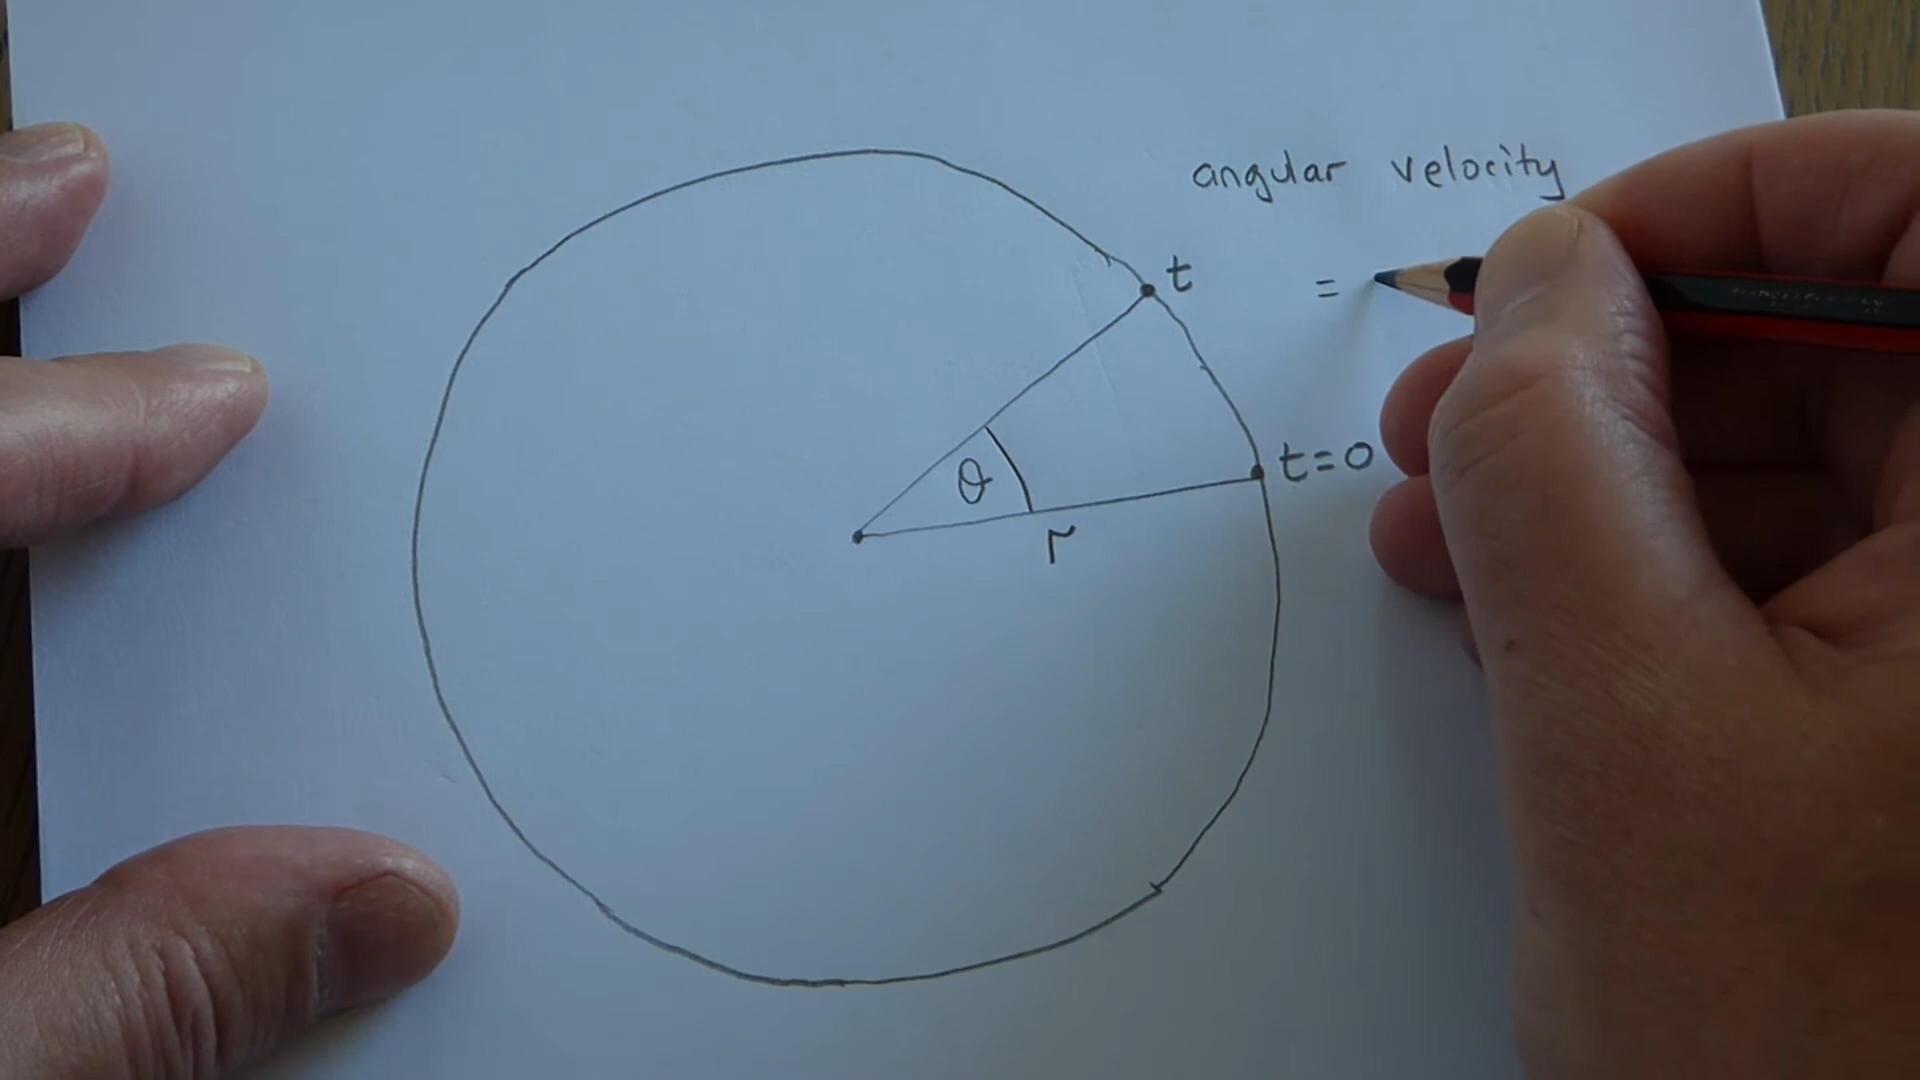 angular velocity
t
=
t=0
θ
r